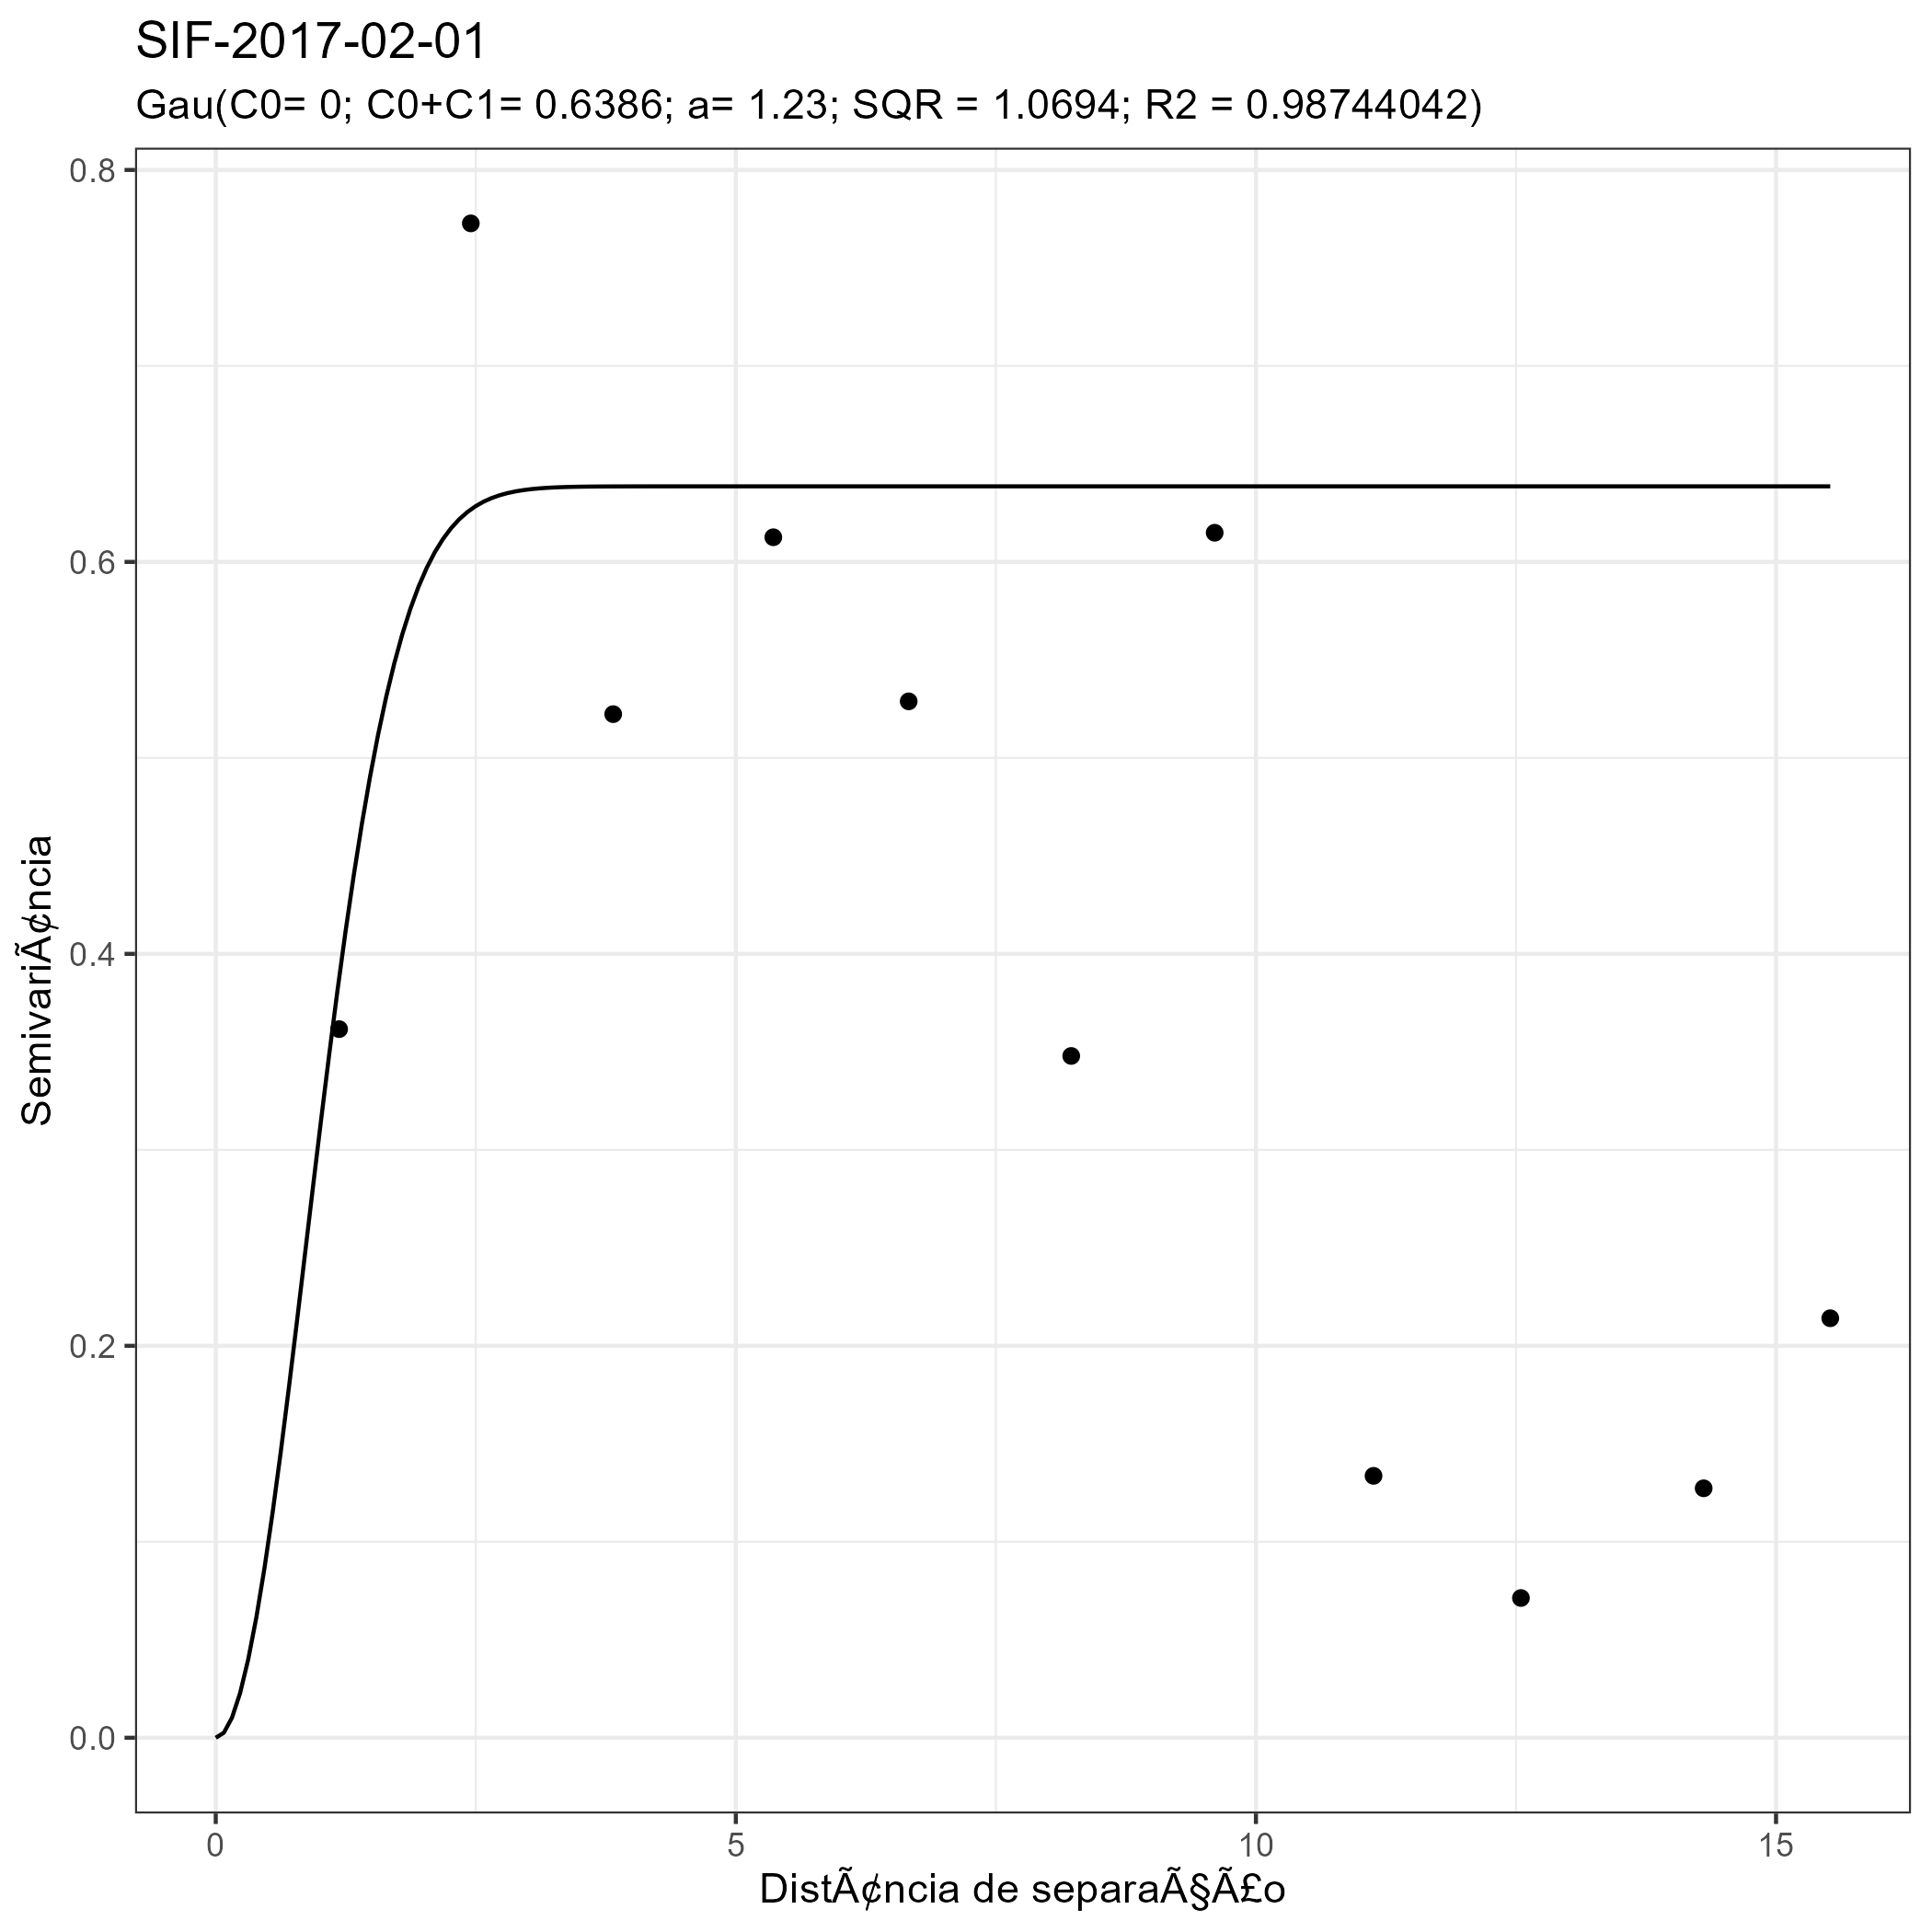 SIF-2017-02-01
Gau(C0= 0; C0+C1= 0.6386; a= 1.23; SQR = 1.0694; R2 = 0.98744042)
0.8
0.6
0.4
0.2
0.0
SemivariÃ¢ncia
0
5
10
15
DistÃ¢ncia de separaÃ§Ã£o